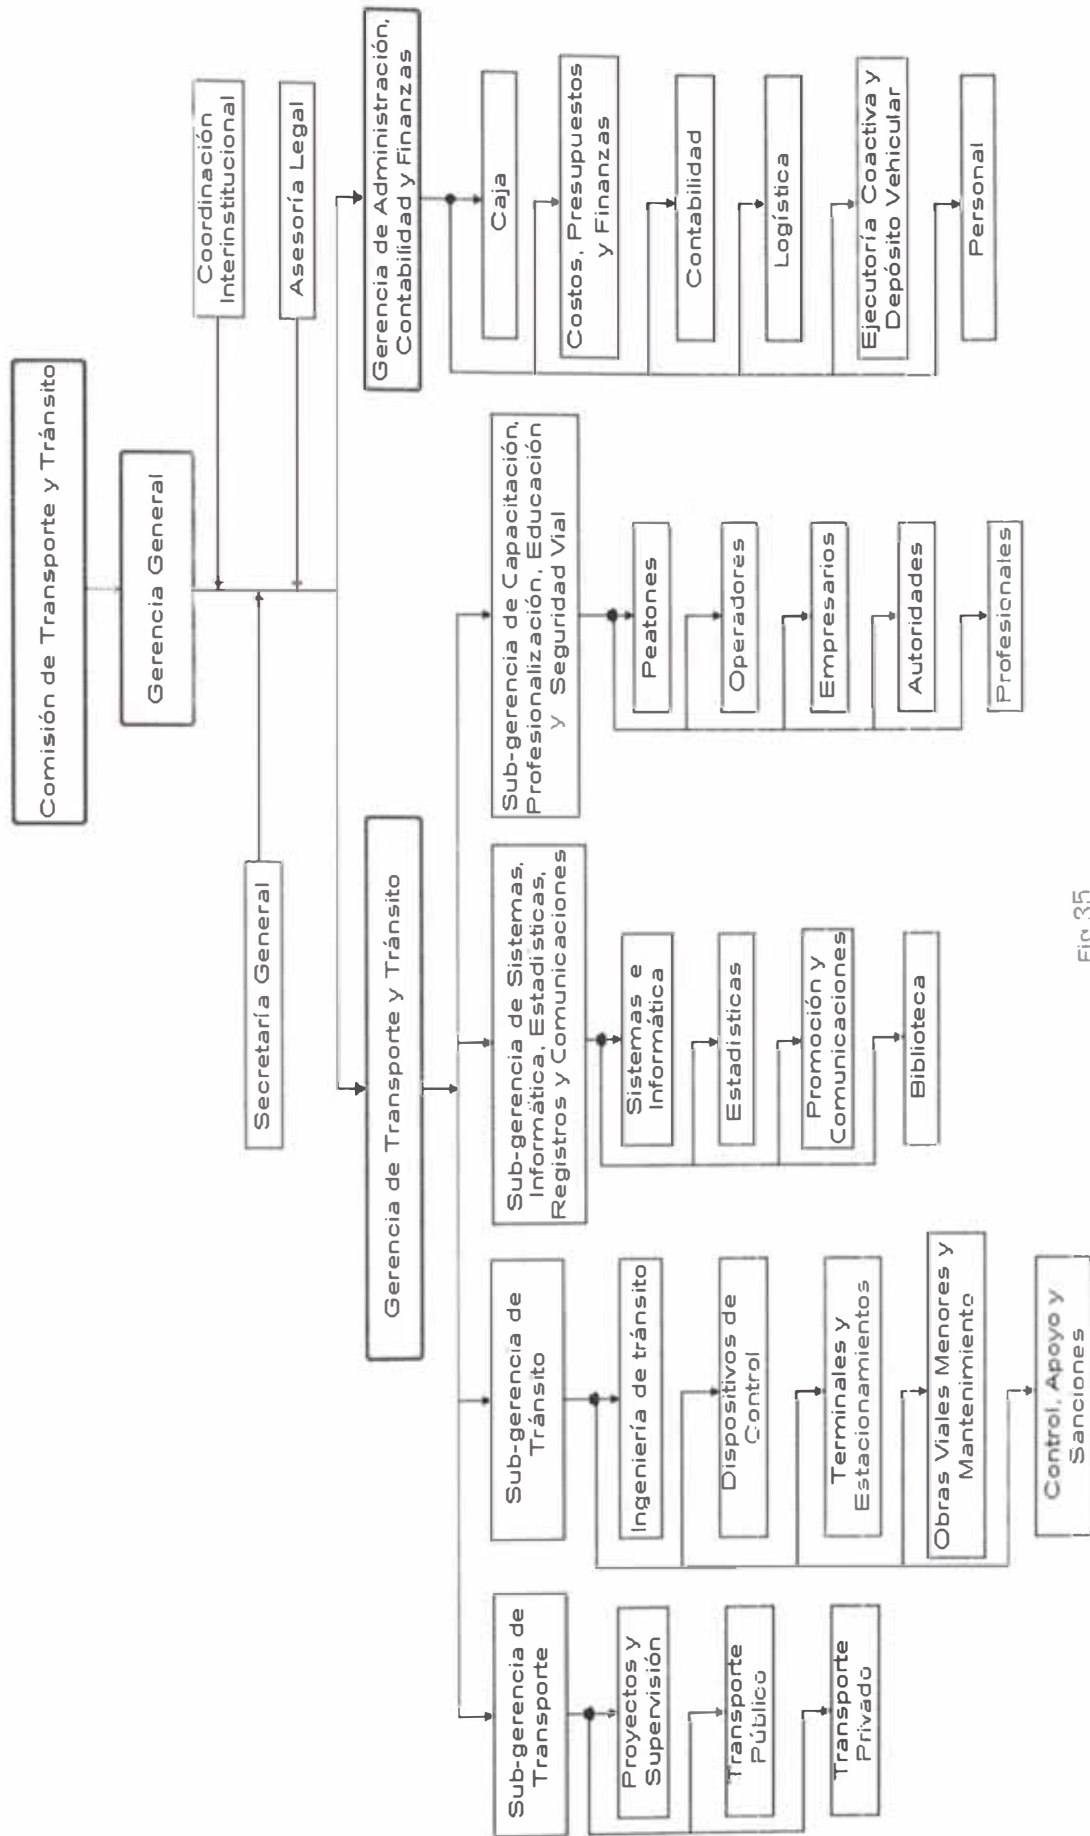 Comisión de Transporte y Tránsito
Gerencia General
Coordinación
Interinstitucional
Secretaría General
Asesoría Legal
Gerencia de Transporte y Tránsito
Gerencia de Administración,
Contabilidad y Finanzas
Sub-gerencia de
Transporte
Proyectos y
Supervisión
Transporte
Público
Transporte
Privado
Sub-gerencia de
Tránsito
Ingeniería de tránsito
Dispositivos de
Control
Terminales y
Estacionamientos
Obras Viales Menores y
Mantenimiento
Control, Apoyo y
Sanciones
Sub-gerencia de Sistemas,
Informática, Estadísticas,
Registros y Comunicaciones
Sistemas e
Informática
Estadísticas
Promoción y
Comunicaciones
Biblioteca
Sub-gerencia de Capacitación,
Profesionalización, Educación
y Seguridad Vial
Peatones
Operadores
Empresarios
Autoridades
Profesionales
Caja
Costos, Presupuestos
y Finanzas
Contabilidad
Logística
Ejecutoría Coactiva y
Depósito Vehicular
Personal
Fig 35